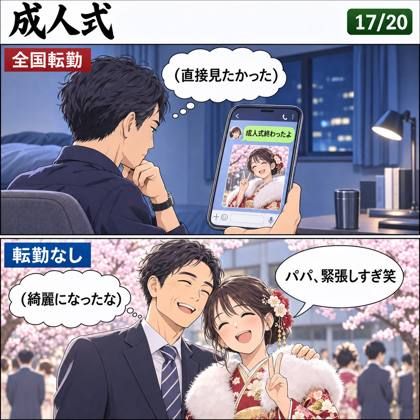 成人式
17/20
全国転勤
(直接見たかった)
成人式終わったよ
転勤なし
(綺麗になったな)
パパ、緊張しすぎ笑